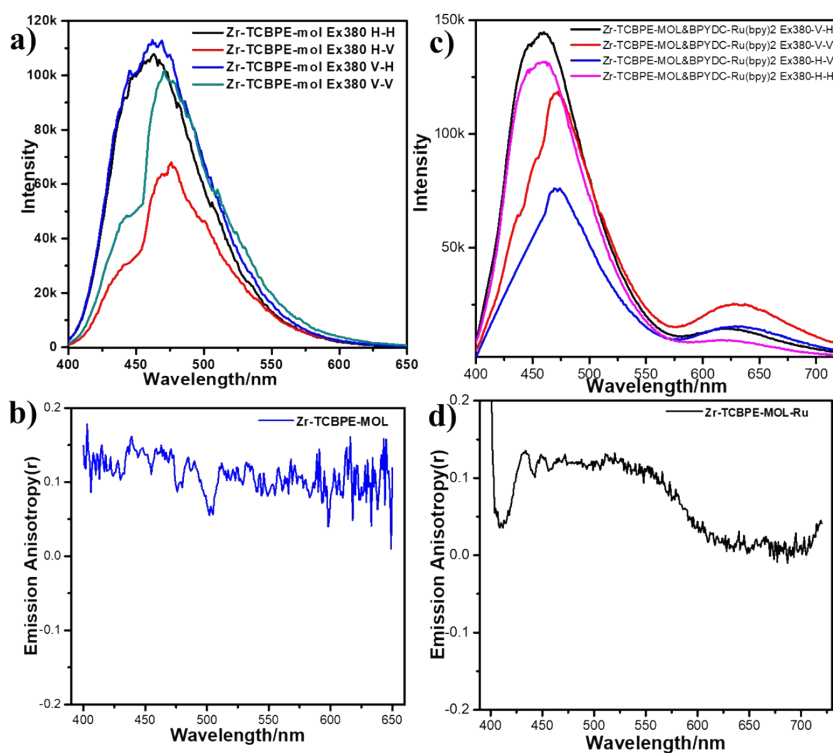 a)
Zr-TCBPE-mol Ex380 H-H
Zr-TCBPE-mol Ex380 H-V
Zr-TCBPE-mol Ex380 V-H
Zr-TCBPE-mol Ex380 V-V
120k
100k
80k
60k
40k
20k
0
Intensity
400 450 500 550 600 650
Wavelength/nm
c)
Zr-TCBPE-MOL&BPYDC-Ru(bpy)2 Ex380-V-H
Zr-TCBPE-MOL&BPYDC-Ru(bpy)2 Ex380-V-V
Zr-TCBPE-MOL&BPYDC-Ru(bpy)2 Ex380-H-V
Zr-TCBPE-MOL&BPYDC-Ru(bpy)2 Ex380-H-H
150k
100k
50k
Intensity
400 450 500 550 600 650 700
Wavelength/nm
b)
Zr-TCBPE-MOL
0.2
0.1
0.0
-0.1
-0.2
Emission Anisotropy(r)
400 450 500 550 600 650
Wavelength/nm
d)
Zr-TCBPE-MOL-Ru
0.2
0.1
0.0
-0.1
-0.2
Emission Anisotropy(r)
400 450 500 550 600 650 700
Wavelength/nm